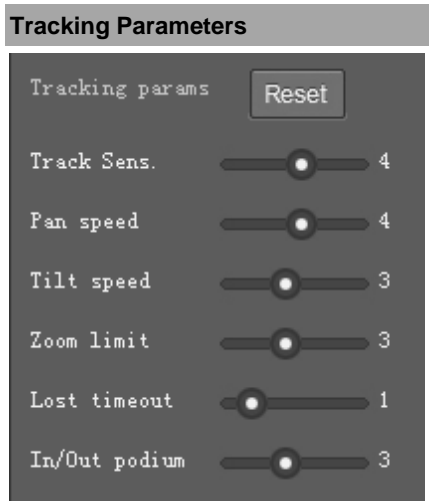 Tracking Parameters
Tracking params Reset
Track Sens. 4
Pan speed 4
Tilt speed 3
Zoom limit 3
Lost timeout 1
In/Out podium 3